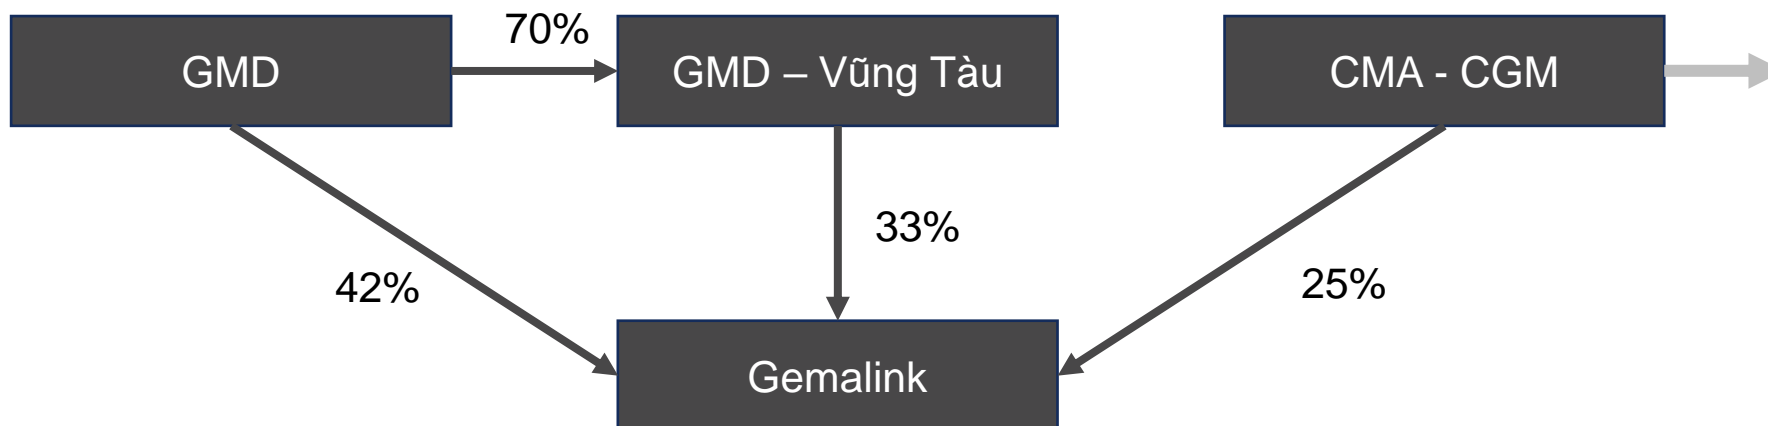 70%
GMD
GMD – Vũng Tàu
CMA - CGM
33%
42%
25%
Gemalink